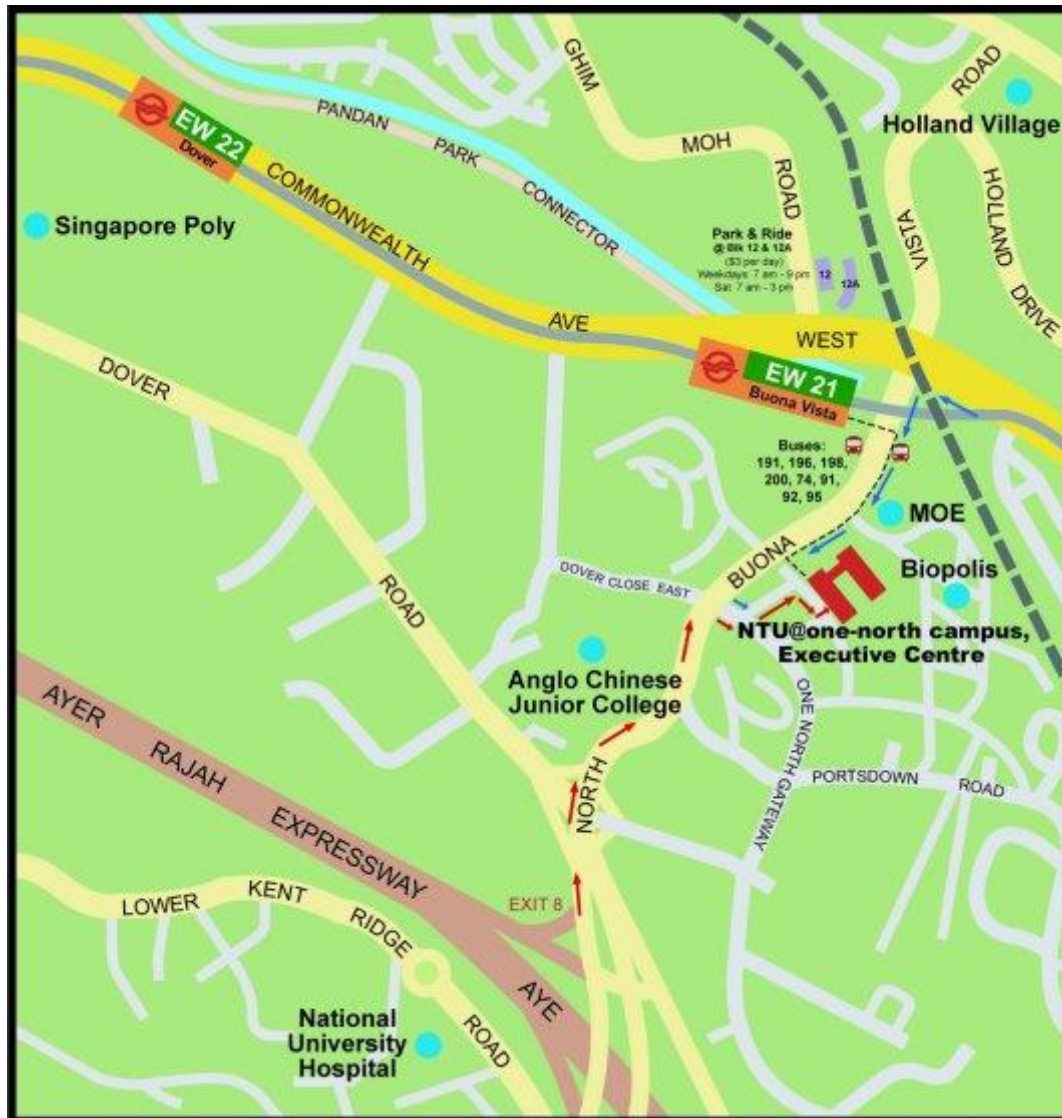 GHIM
MOH
ROAD
ROAD
VISTA
Holland Village
HOLLAND
DRIVE
PANDAN
PARK
CONNECTOR
EW 22
Dover
COMMONWEALTH
AVE
WEST
Singapore Poly
Park & Ride
@ Blk 12 & 12A
($3 per day)
Weekdays 7 am - 9 pm
Sat 7 am - 3 pm
12
12A
EW 21
Buona Vista
DOVER
ROAD
Buses:
191, 196, 198,
200, 74, 91,
92, 95
MOE
BUONA
Biopolis
DOVER CLOSE EAST
NTU@one-north campus,
Executive Centre
Anglo Chinese
Junior College
ONE NORTH GATEWAY
PORTSDOWN
ROAD
NORTH
AYER
RAJAH
EXPRESSWAY
EXIT 8
AYE
LOWER
KENT
RIDGE
ROAD
National
University
Hospital